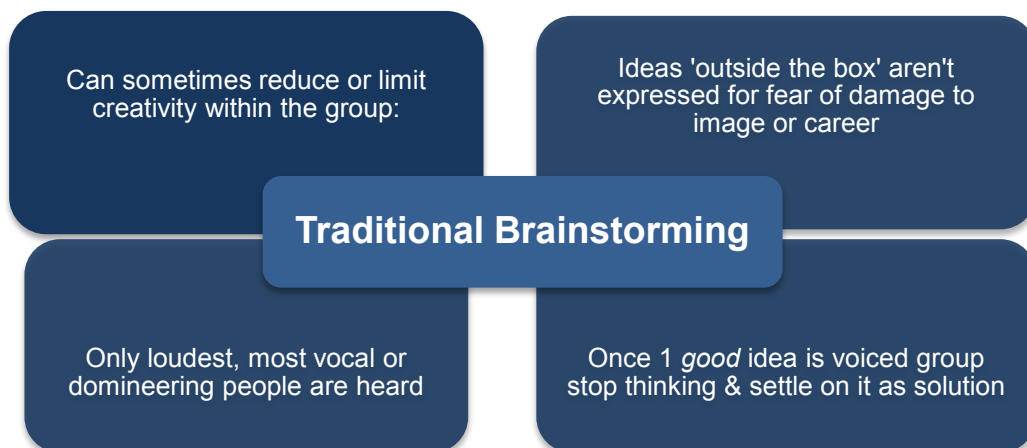 Can sometimes reduce or limit
creativity within the group:
Ideas 'outside the box' aren't
expressed for fear of damage to
image or career
Traditional Brainstorming
Only loudest, most vocal or
domineering people are heard
Once 1 good idea is voiced group
stop thinking & settle on it as solution